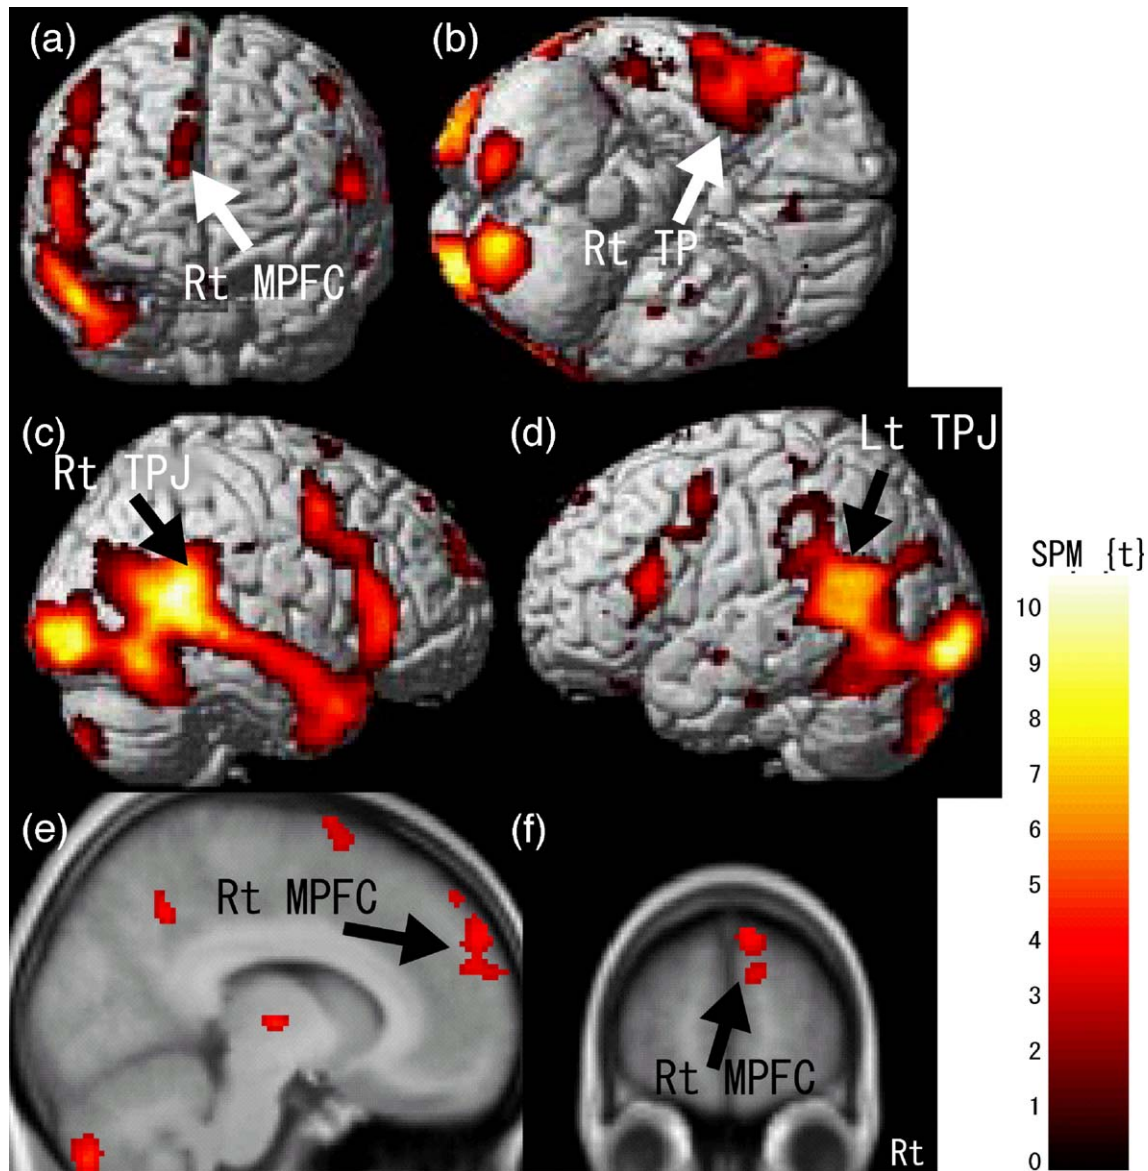 (a)
(b)
Rt MPFC
Rt TP
(c)
(d)
Rt TPJ
Lt TPJ
SPM {t}
10
9
8
7
6
5
4
3
2
1
0
(e)
(f)
Rt MPFC
Rt MPFC
Rt